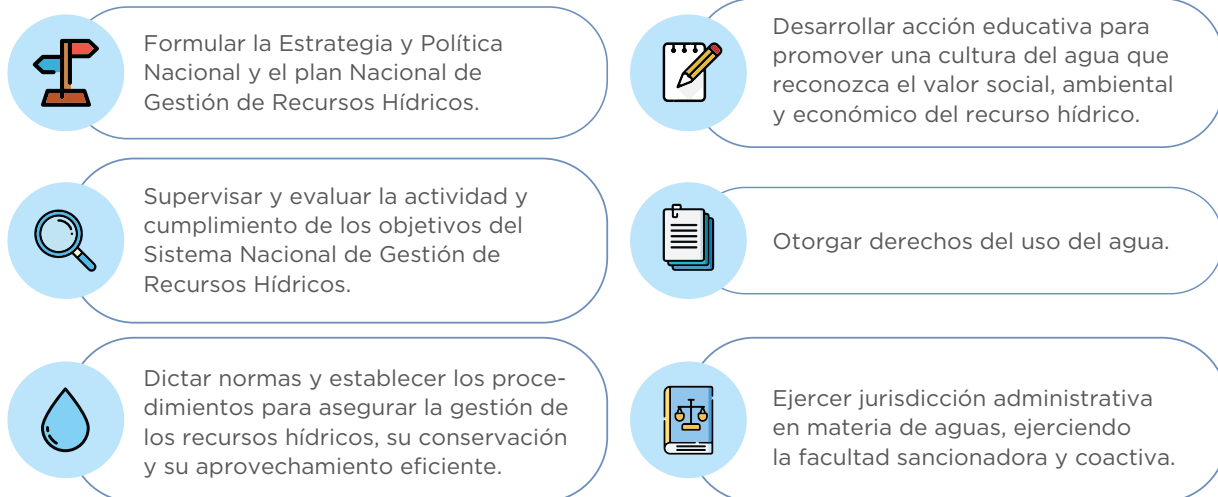 Formular la Estrategia y Política
Nacional y el plan Nacional de
Gestión de Recursos Hídricos.
Desarrollar acción educativa para
promover una cultura del agua que
reconozca el valor social, ambiental
y económico del recurso hídrico.
Supervisar y evaluar la actividad y
cumplimiento de los objetivos del
Sistema Nacional de Gestión de
Recursos Hídricos.
Otorgar derechos del uso del agua.
Dictar normas y establecer los proce-
dimientos para asegurar la gestión de
los recursos hídricos, su conservación
y su aprovechamiento eficiente.
Ejercer jurisdicción administrativa
en materia de aguas, ejerciendo
la facultad sancionadora y coactiva.